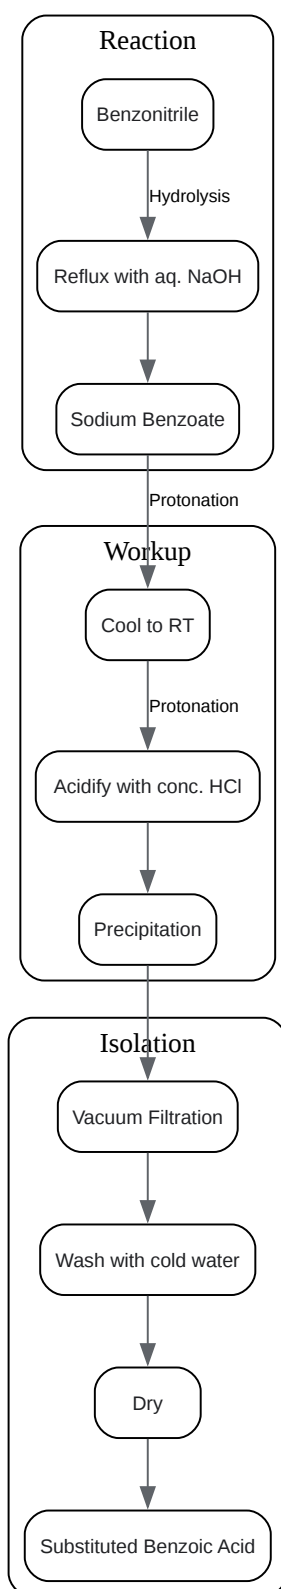 Reaction
Benzonitrile
Hydrolysis
Reflux with aq. NaOH
Sodium Benzoate
Protonation
Workup
Cool to RT
Protonation
Acidify with conc. HCl
Precipitation
Isolation
Vacuum Filtration
Wash with cold water
Dry
Substituted Benzoic Acid